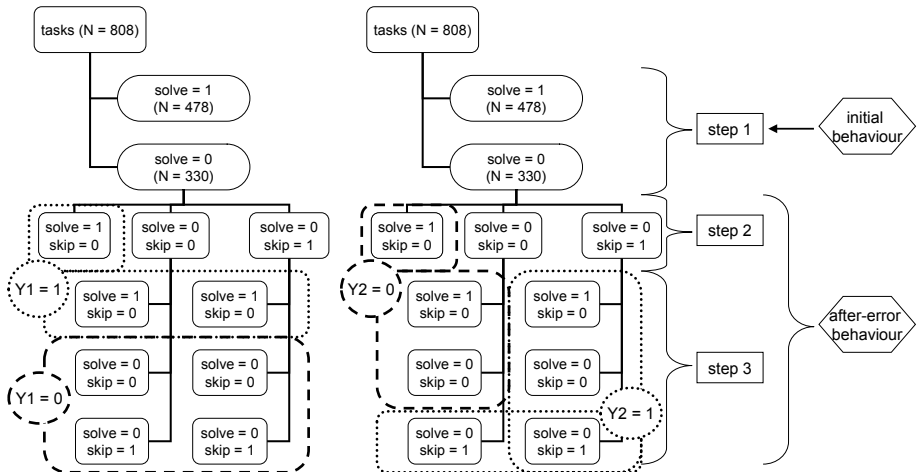 tasks (N = 808)
solve = 1
(N = 478)
solve = 0
(N = 330)
solve = 1
skip = 0
solve = 0
skip = 0
solve = 0
skip = 1
Y1 = 1
solve = 1
skip = 0
solve = 1
skip = 0
solve = 0
skip = 0
solve = 0
skip = 0
Y1 = 0
solve = 0
skip = 1
solve = 0
skip = 1
tasks (N = 808)
solve = 1
(N = 478)
solve = 0
(N = 330)
solve = 1
skip = 0
solve = 0
skip = 0
solve = 0
skip = 1
Y2 = 0
solve = 1
skip = 0
solve = 1
skip = 0
solve = 0
skip = 0
solve = 0
skip = 0
Y2 = 1
solve = 0
skip = 1
solve = 0
skip = 1
step 1
initial
behaviour
step 2
step 3
after-error
behaviour